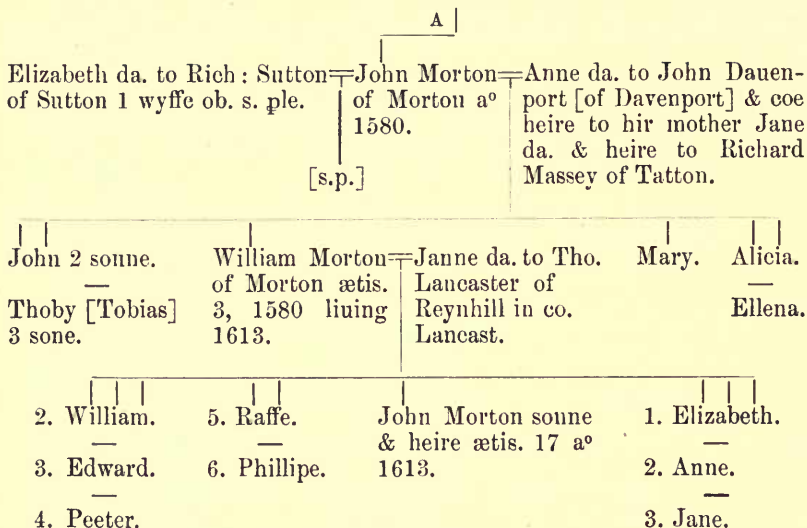 A
Elizabeth da. to Rich : Sutton John Morton Anne da. to John Dauen-
of Sutton 1 wyffe ob. s. ple. of Morton aº port [of Davenport] & coe
1580. heire to hir mother Jane
da. & heire to Richard
[s.p.] Massey of Tatton.
John 2 sonne. William Morton Janne da. to Tho. Mary. Alicia.
of Morton ætis. Lancaster of
Thoby [Tobias] 3, 1580 liuing Reynhill in co. Ellena.
3 sone. 1613. Lancast.
2. William. 5. Raffe. John Morton sonne 1. Elizabeth.
& heire ætis. 17 aº
3. Edward. 6. Phillipe. 1613. 2. Anne.
4. Peeter. 3. Jane.